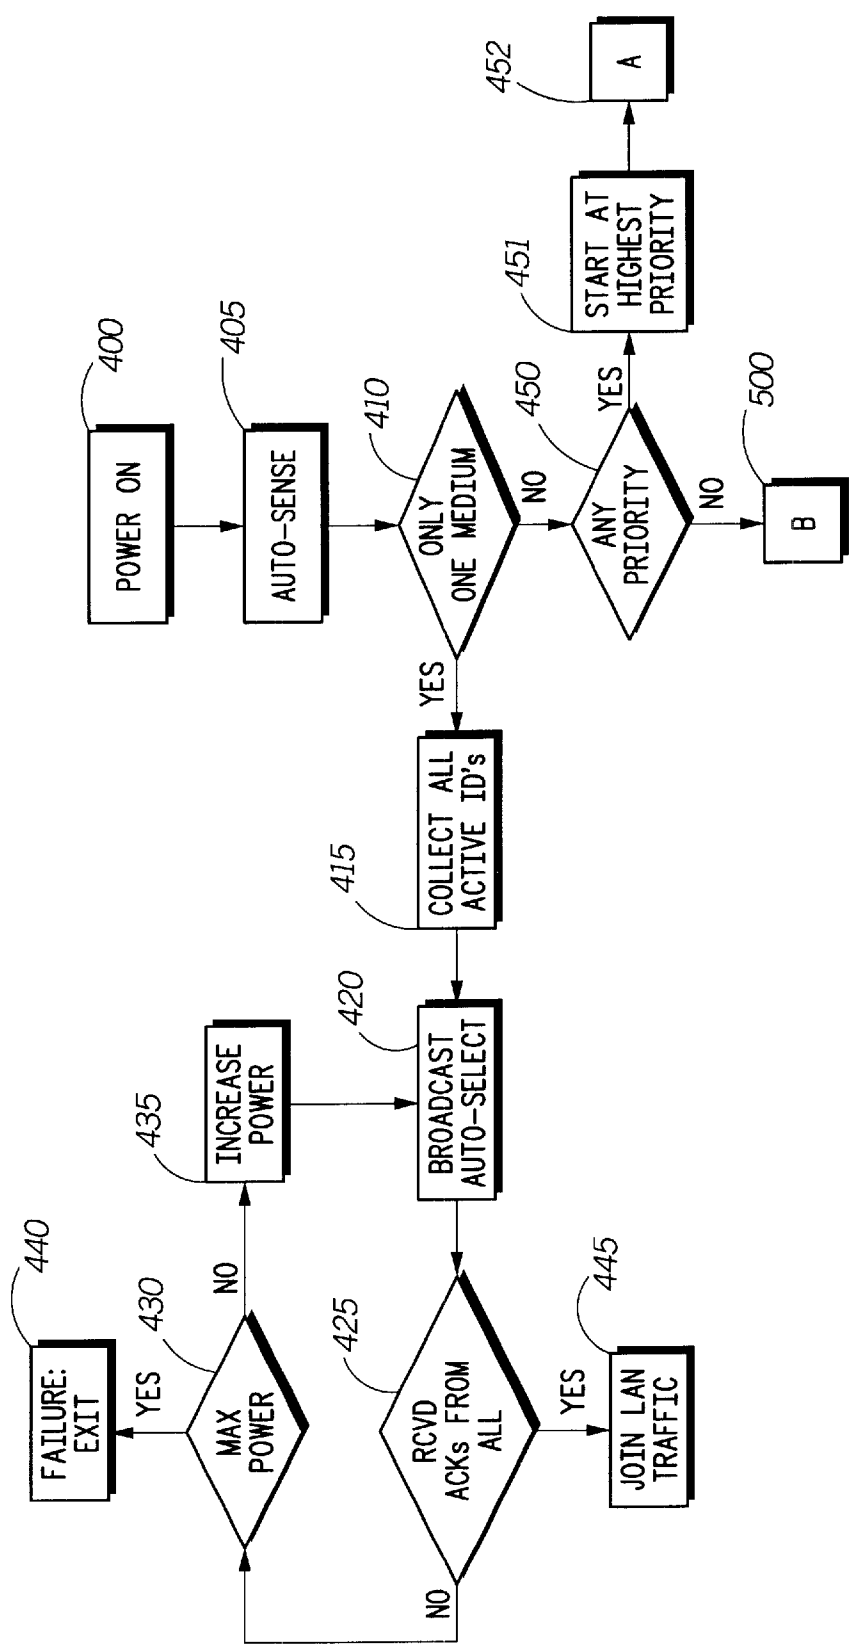 400
POWER ON
405
AUTO-SENSE
410
ONLY
ONE MEDIUM
YES
NO
415
COLLECT ALL
ACTIVE ID's
420
BROADCAST
AUTO-SELECT
425
RCVD
ACKs FROM
ALL
NO
YES
430
MAX
POWER
NO
YES
435
INCREASE
POWER
440
FAILURE:
EXIT
445
JOIN LAN
TRAFFIC
450
ANY
PRIORITY
YES
NO
451
START AT
HIGHEST
PRIORITY
452
A
500
B